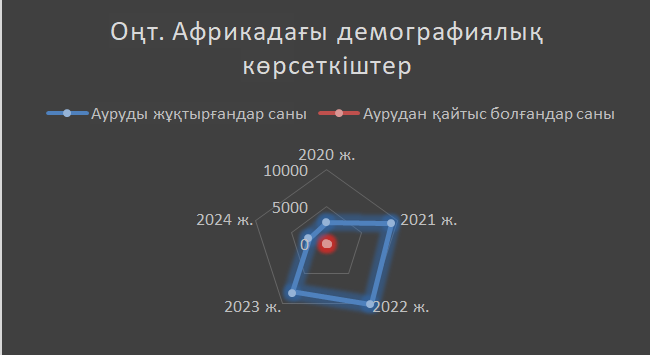 Оңт. Африкадағы демографиялық
көрсеткіштер
Ауруды жұқтырғандар саны Аурудан қайтыс болғандар саны
2020 ж.
10000
5000
0
2021 ж.
2022 ж.
2023 ж.
2024 ж.